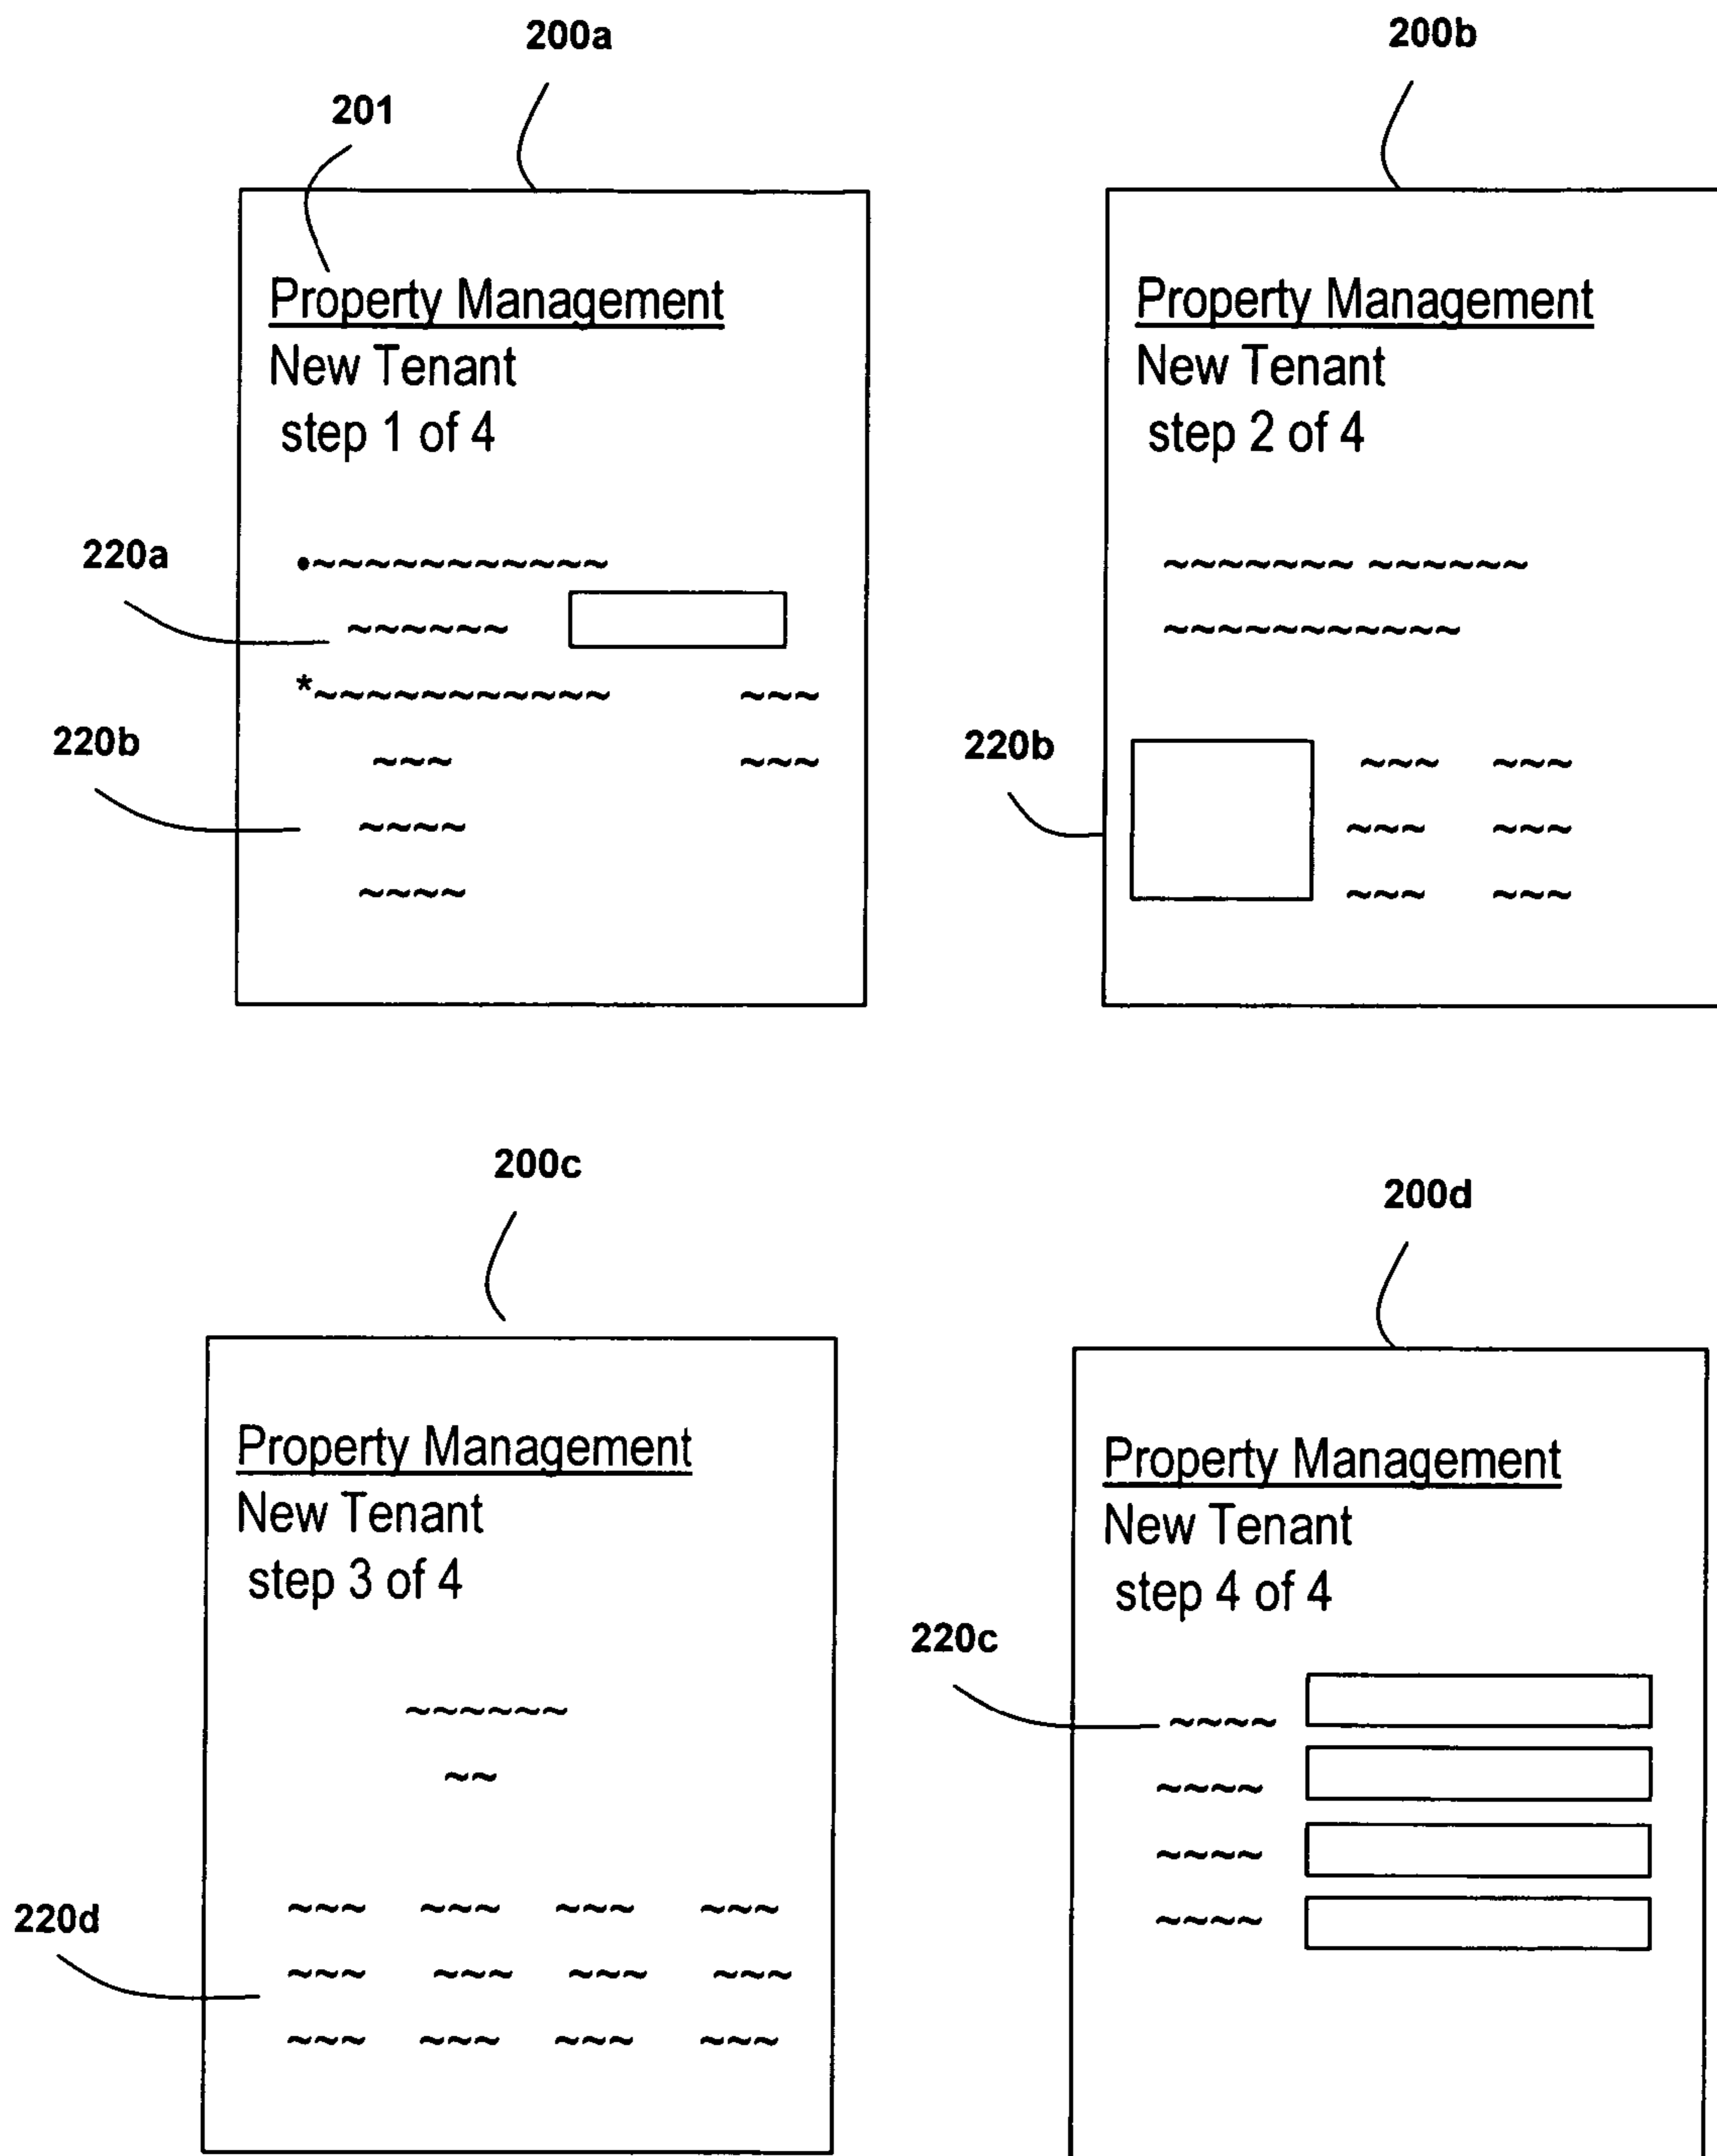 200a
200b
201
Property Management
New Tenant
step 1 of 4
Property Management
New Tenant
step 2 of 4
220a
•~~~~~~~~~~~
~~~~~~
*~~~~~~~~~~~ ~~~
220b
~~~ ~~~
~~~~
~~~~
~~~~~~~ ~~~~~~
~~~~~~~~~~~
220b
~~~ ~~~
~~~ ~~~
~~~ ~~~
200c
200d
Property Management
New Tenant
step 3 of 4
~~~~~~
~~
220d
~~~ ~~~ ~~~ ~~~
~~~ ~~~ ~~~ ~~~
~~~ ~~~ ~~~ ~~~
Property Management
New Tenant
step 4 of 4
220c
~~~~
~~~~
~~~~
~~~~